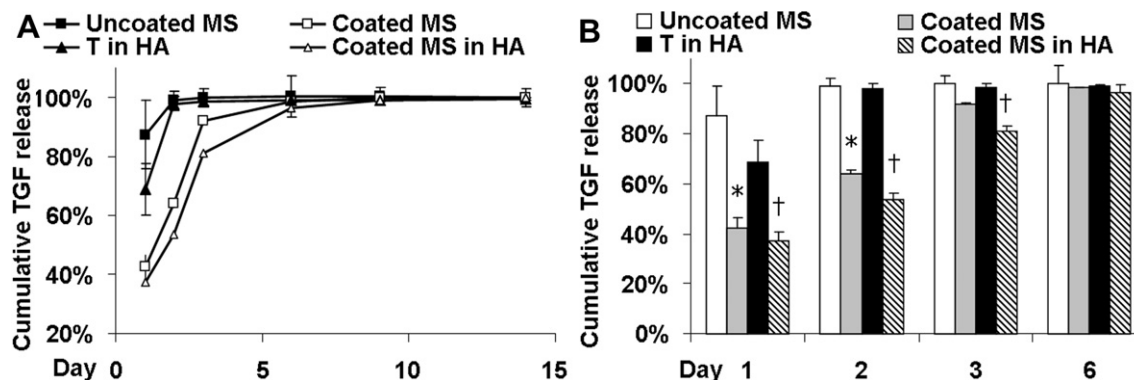 A
Uncoated MS
Coated MS
T in HA
Coated MS in HA
Cumulative TGF release
100%
80%
60%
40%
20%
Day 0 5 10 15
B
Uncoated MS
Coated MS
T in HA
Coated MS in HA
Cumulative TGF release
100%
80%
60%
40%
20%
0%
* † * † †
Day 1 2 3 6